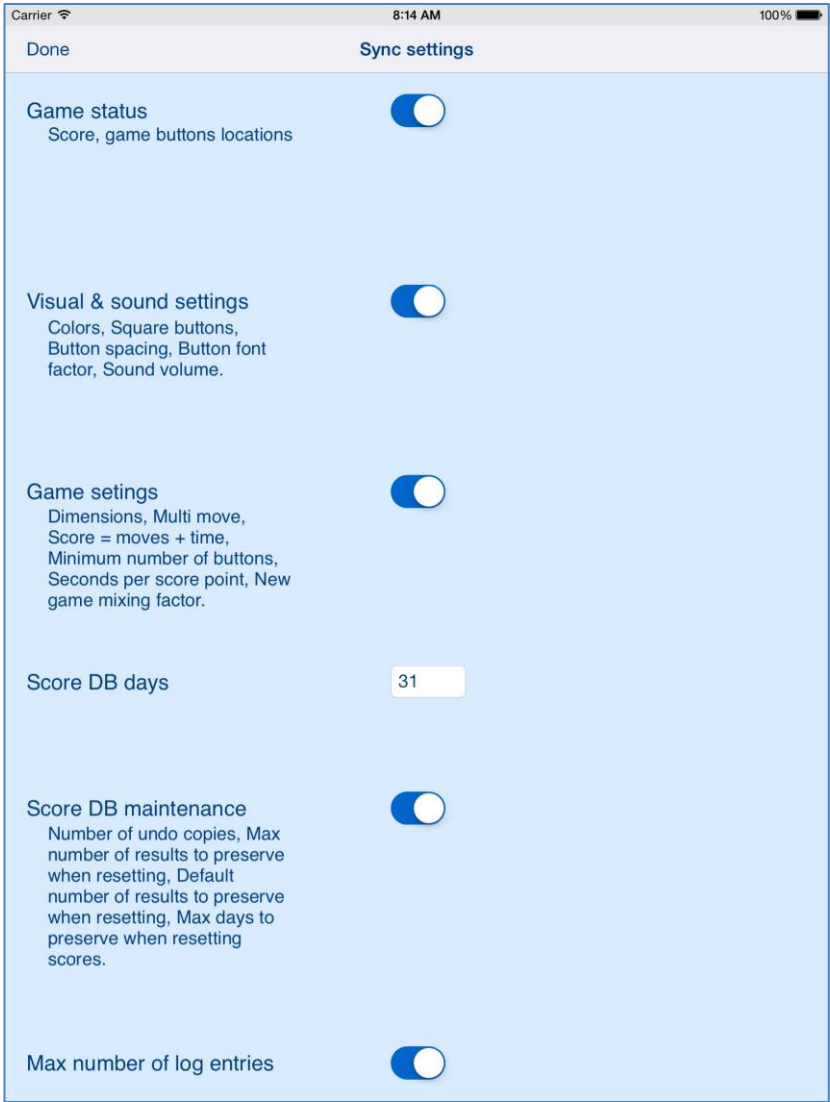 Carrier
8:14 AM
100%
Done
Sync settings
Game status
Score, game buttons locations
Visual & sound settings
Colors, Square buttons,
Button spacing, Button font
factor, Sound volume.
Game setings
Dimensions, Multi move,
Score = moves + time,
Minimum number of buttons,
Seconds per score point, New
game mixing factor.
Score DB days
31
Score DB maintenance
Number of undo copies, Max
number of results to preserve
when resetting, Default
number of results to preserve
when resetting, Max days to
preserve when resetting
scores.
Max number of log entries